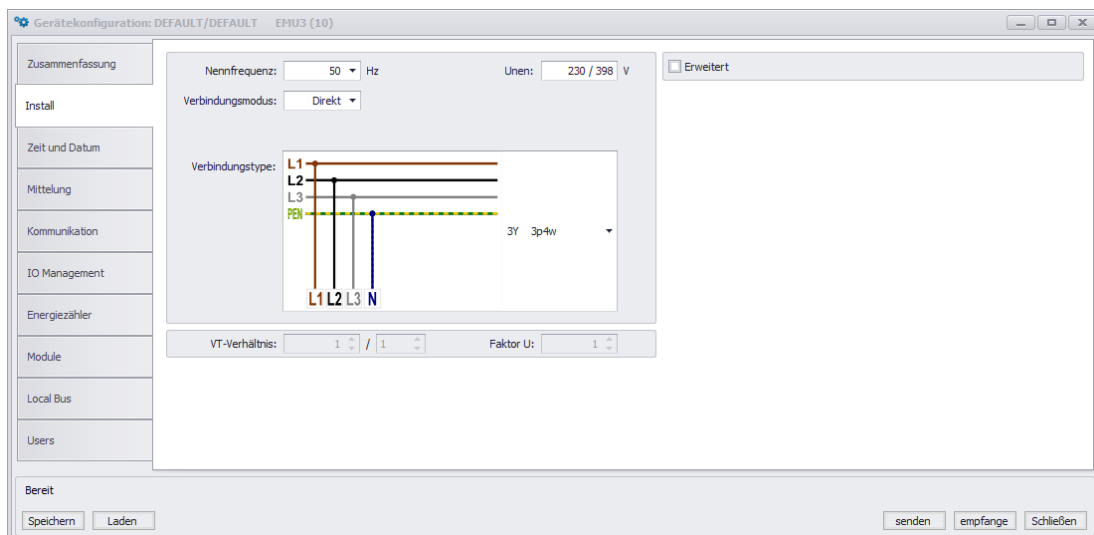 Gerätekonfiguration: DEFAULT/DEFAULT EMU3 (10)
Zusammenfassung
Install
Zeit und Datum
Mittelung
Kommunikation
IO Management
Energiezähler
Module
Local Bus
Users
Nennfrequenz: 50 Hz Unen: 230 / 398 V
Verbindungsmodus: Direkt
Verbindungstype:
L1
L2
L3
PEN
L1 L2 L3 N
3Y 3p4w
VT-Verhältnis: 1 / 1 Faktor U: 1
Erweitert
Bereit
Speichern Laden senden empfange Schließen